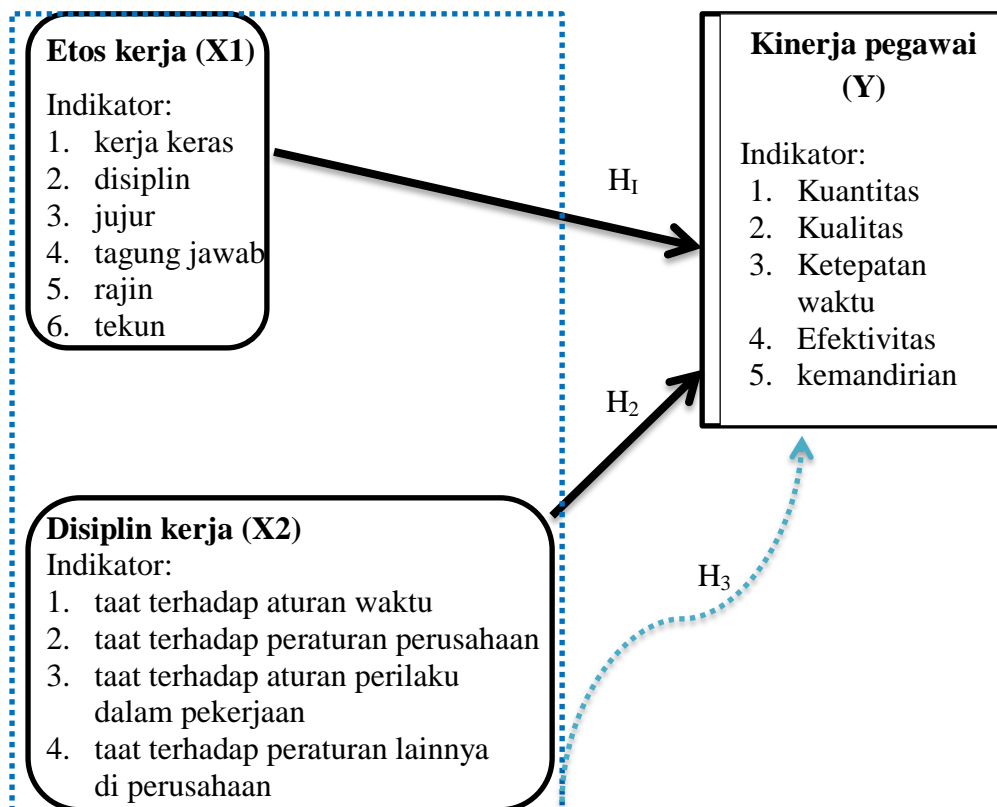 Etos kerja (X1)
Indikator:
1. kerja keras
2. disiplin
3. jujur
4. tagung jawab
5. rajin
6. tekun
H_I
Kinerja pegawai
(Y)
Indikator:
1. Kuantitas
2. Kualitas
3. Ketepatan
waktu
4. Efektivitas
5. kemandirian
H₂
Disiplin kerja (X2)
Indikator:
1. taat terhadap aturan waktu
2. taat terhadap peraturan perusahaan
3. taat terhadap aturan perilaku
dalam pekerjaan
4. taat terhadap peraturan lainnya
di perusahaan
H₃